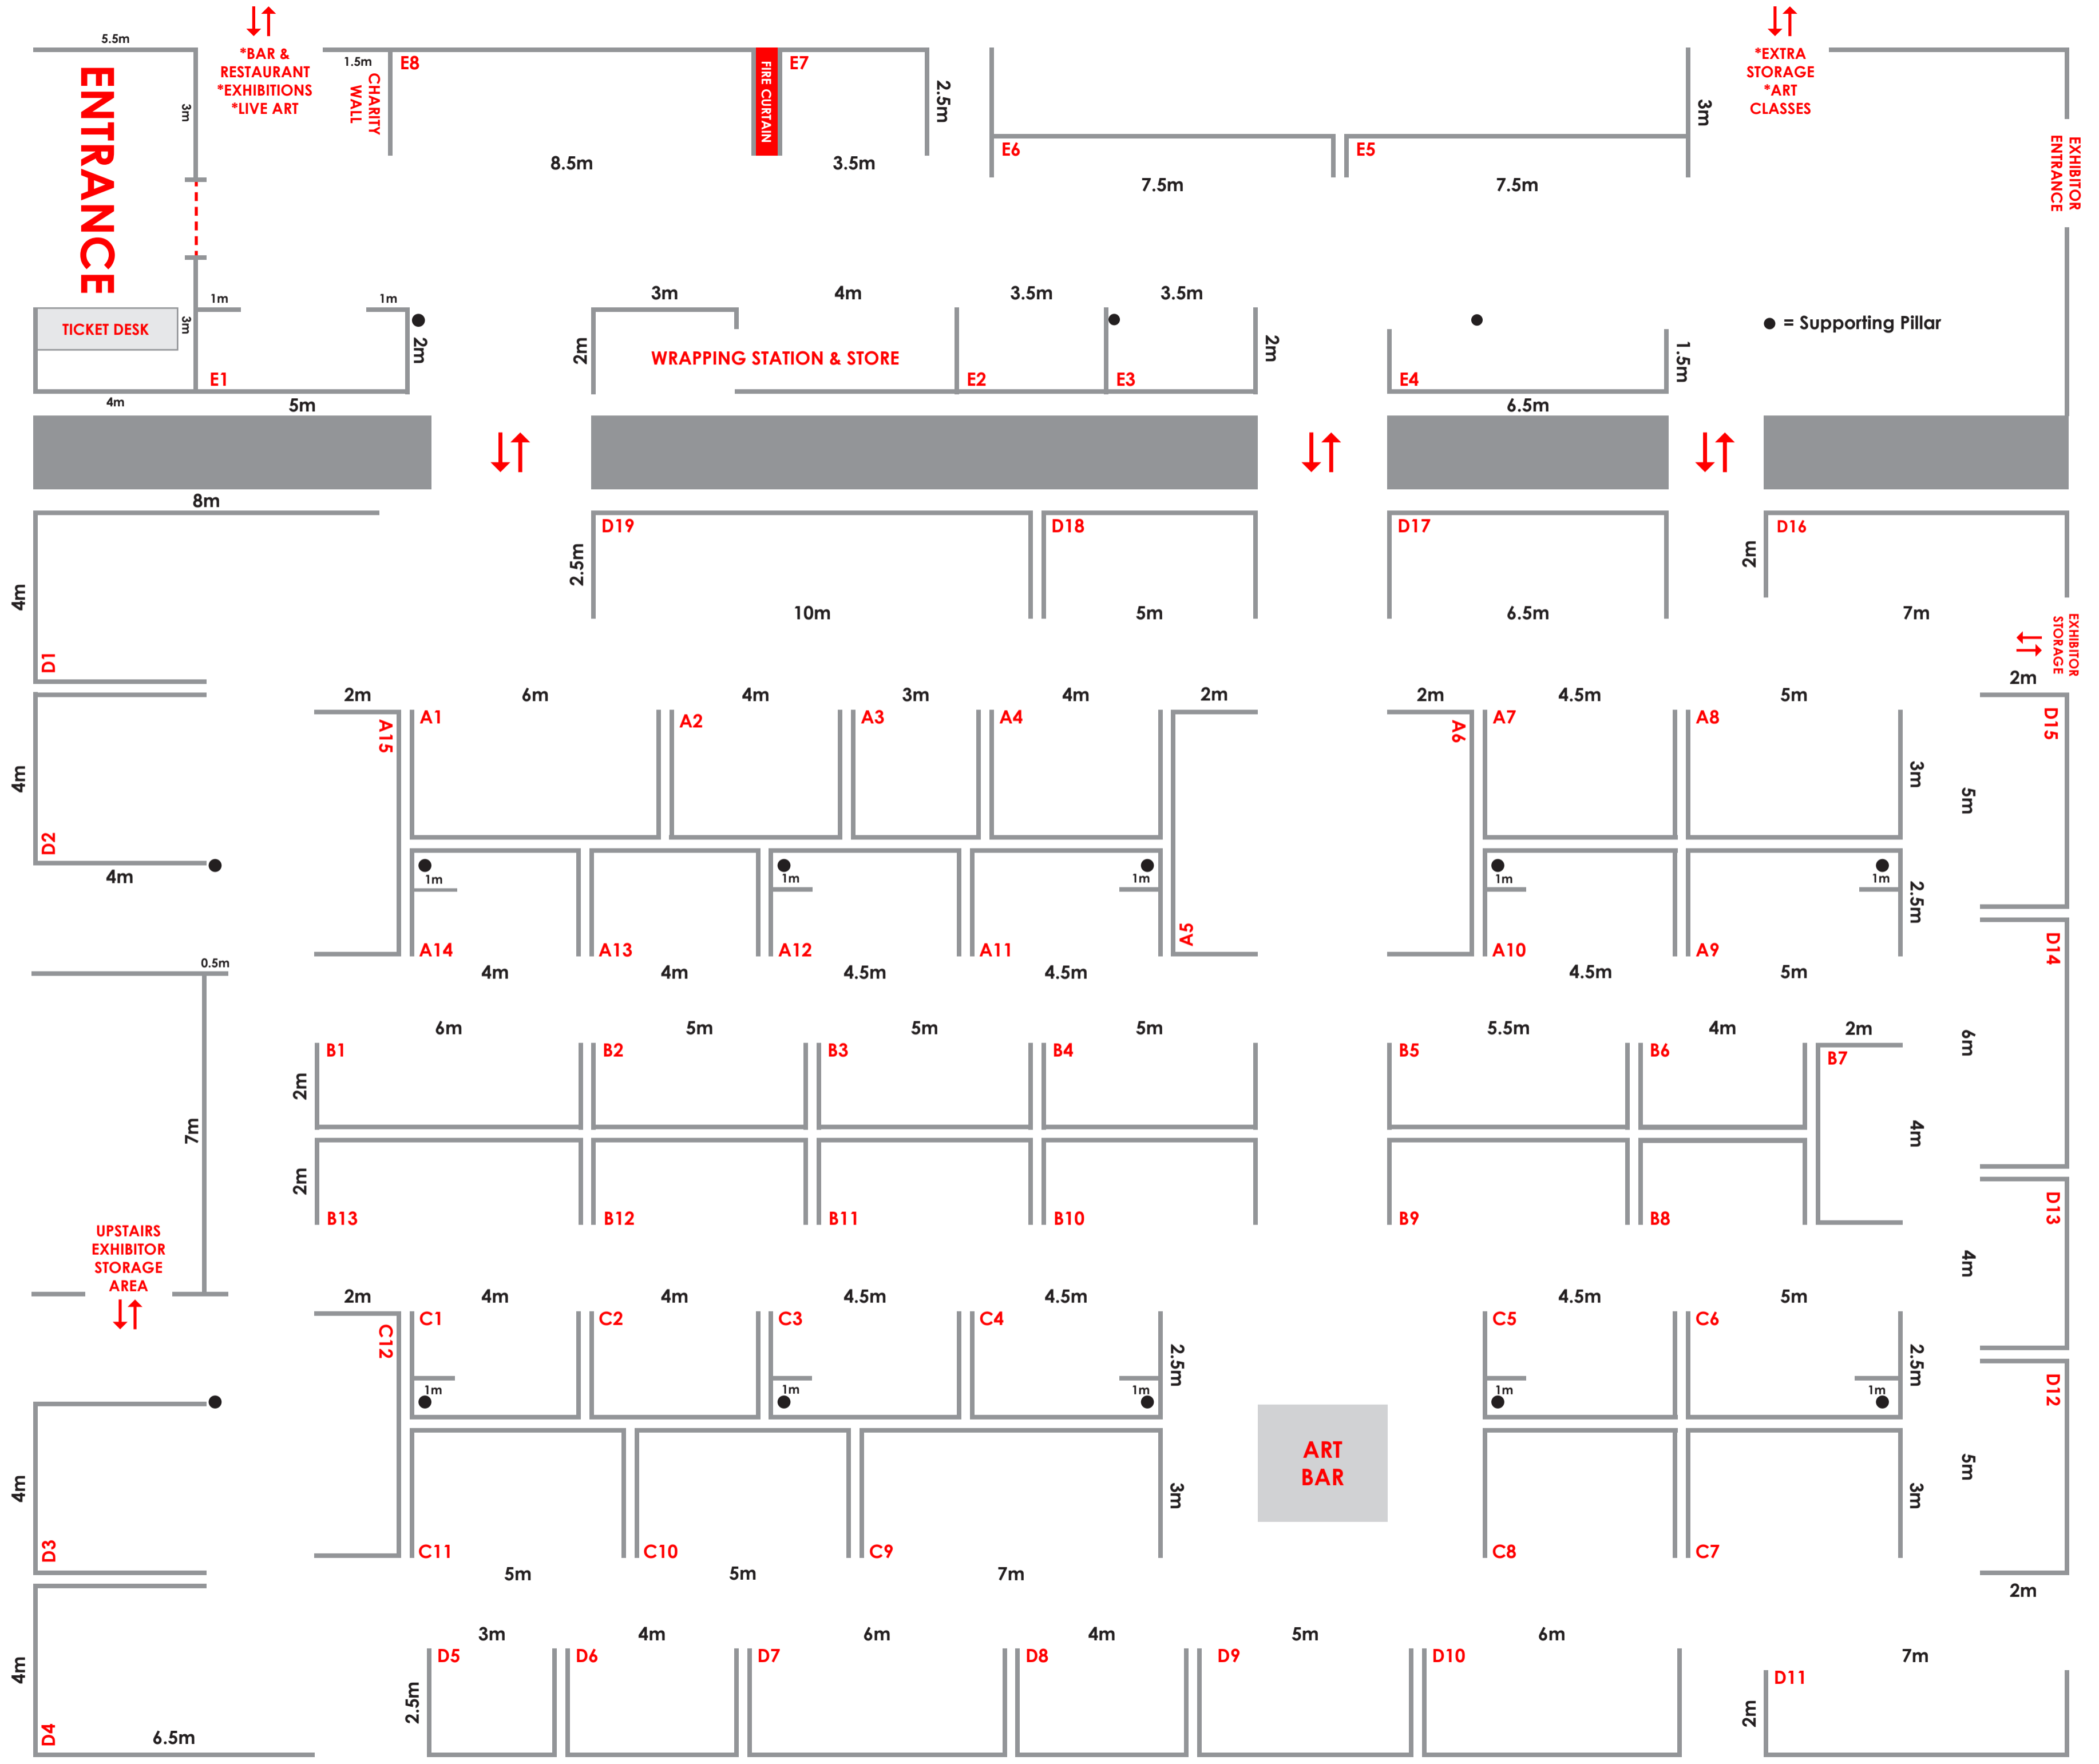 5.5m
ENTRANCE
3m
*BAR &
RESTAURANT
*EXHIBITIONS
*LIVE ART
1.5m
CHARITY
WALL
E8
8.5m
FIRE CURTAIN
E7
3.5m
2.5m
E6
7.5m
E5
7.5m
3m
*EXTRA
STORAGE
*ART
CLASSES
EXHIBITOR
ENTRANCE
TICKET DESK
3m
4m
1m
1m
E1
2m
5m
3m
4m
2m
WRAPPING STATION & STORE
3.5m
E2
3.5m
E3
2m
E4
1.5m
6.5m
= Supporting Pillar
8m
4m
D1
D19
2.5m
10m
D18
5m
D17
6.5m
D16
2m
7m
EXHIBITOR
STORAGE
4m
D2
4m
2m
6m
4m
3m
4m
2m
2m
4.5m
5m
2m
A15
A1
A2
A3
A4
A6
A7
A8
3m
D15
5m
1m
1m
1m
1m
1m
2.5m
A14
A13
A12
A11
A5
A10
A9
4m
4m
4.5m
4.5m
4.5m
5m
D14
6m
0.5m
7m
UPSTAIRS
EXHIBITOR
STORAGE
AREA
6m
5m
5m
5m
5.5m
4m
2m
B1
B2
B3
B4
B5
B6
B7
2m
4m
2m
B13
B12
B11
B10
B9
B8
D13
4m
2m
4m
4m
4.5m
4.5m
4.5m
5m
C12
C1
C2
C3
C4
C5
C6
2.5m
2.5m
1m
1m
1m
1m
1m
D12
5m
2m
ART
BAR
3m
3m
C11
C10
C9
C8
C7
5m
5m
7m
4m
D3
4m
D4
6.5m
3m
4m
6m
4m
5m
6m
7m
D5
D6
D7
D8
D9
D10
D11
2.5m
2m